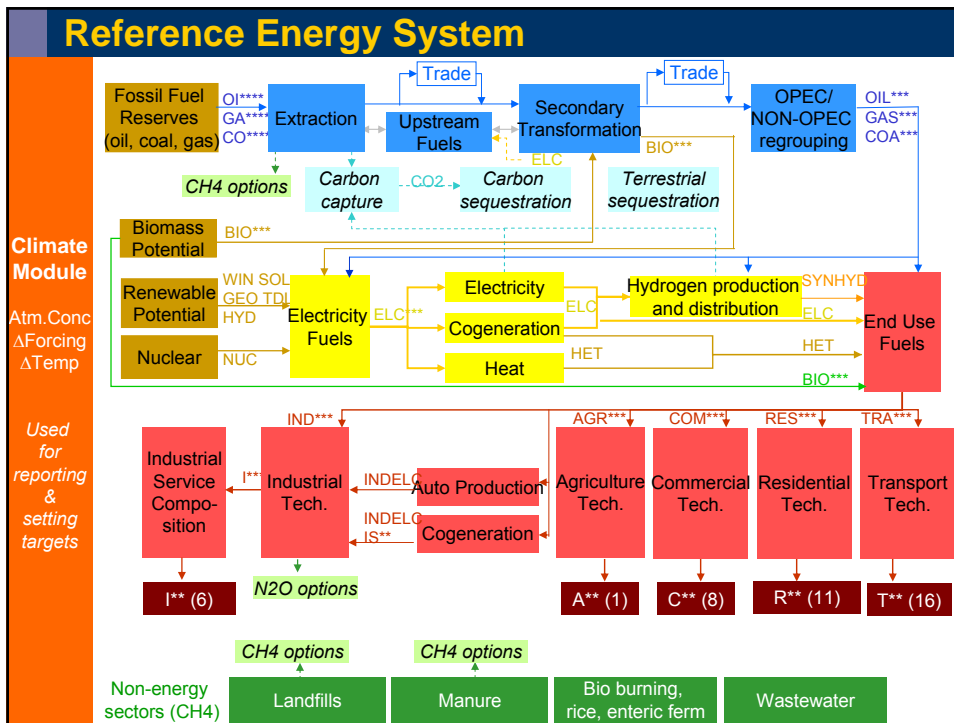 Reference Energy System
Trade
Trade
Fossil Fuel
Reserves
(oil, coal, gas)
OI****
GA****
CO****
Extraction
Upstream
Fuels
Secondary
Transformation
OPEC/
NON-OPEC
regrouping
OIL***
GAS***
COA***
ELC
BIO***
CH4 options
Carbon
capture
CO2
Carbon
sequestration
Terrestrial
sequestration
Climate
Module
Atm.Conc
∆Forcing
∆Temp
Used
for
reporting
&
setting
targets
Biomass
Potential
BIO***
Renewable
Potential
WIN SOL
GEO TDL
HYD
Nuclear
NUC
Electricity
Fuels
ELC***
Electricity
Cogeneration
Heat
ELC
HET
Hydrogen production
and distribution
SYNHYD
ELC
HET
BIO***
End Use
Fuels
IND***
AGR***
COM***
RES***
TRA***
Industrial
Service
Compo-
sition
I***
Industrial
Tech.
INDELC
Auto Production
INDELC
IS**
Cogeneration
Agriculture
Tech.
Commercial
Tech.
Residential
Tech.
Transport
Tech.
I** (6)
N2O options
A** (1)
C** (8)
R** (11)
T** (16)
CH4 options
CH4 options
Non-energy
sectors (CH4)
Landfills
Manure
Bio burning,
rice, enteric ferm
Wastewater